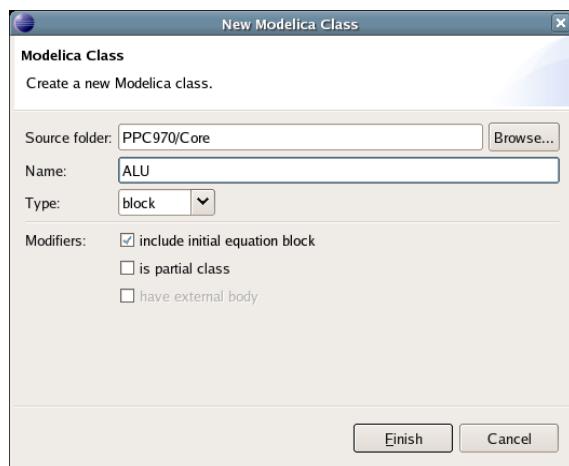 New Modelica Class
Modelica Class
Create a new Modelica class.
Source folder: PPC970/Core Browse...
Name: ALU
Type: block
Modifiers: include initial equation block
is partial class
have external body
Finish Cancel